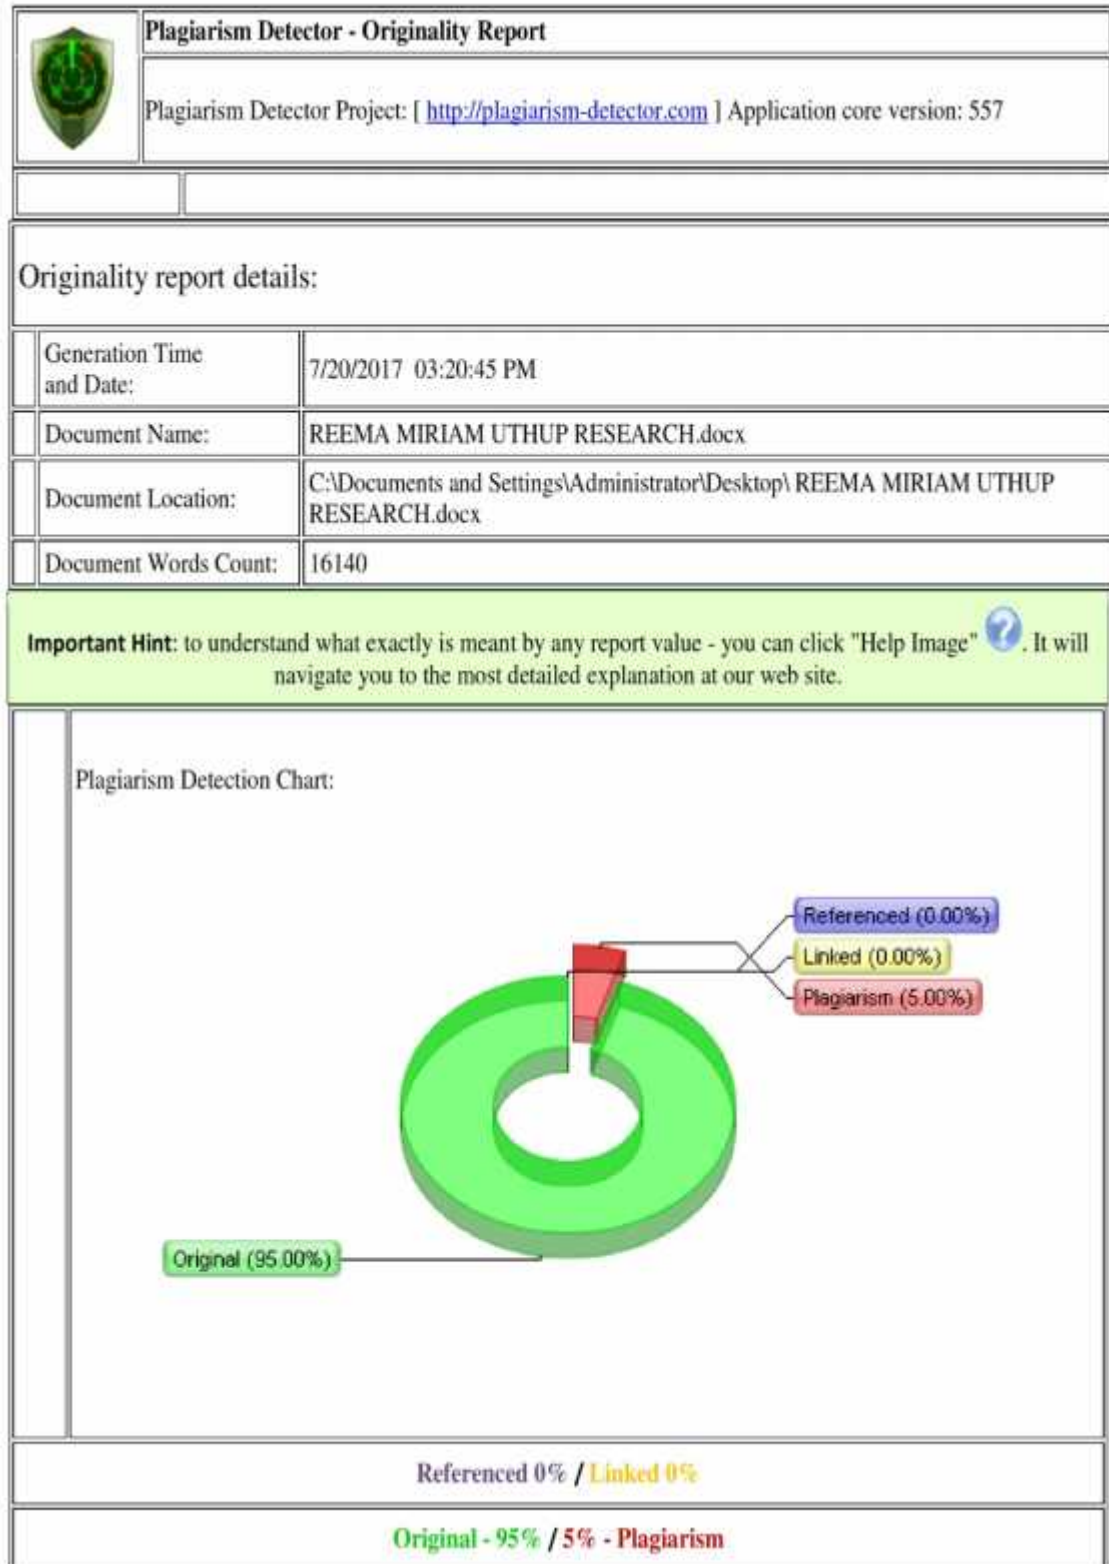 Plagiarism Detector - Originality Report
Plagiarism Detector Project: [ http://plagiarism-detector.com ] Application core version: 557
Originality report details:
Generation Time
and Date:
7/20/2017 03:20:45 PM
Document Name:
REEMA MIRIAM UTHUP RESEARCH.docx
Document Location:
C:\Documents and Settings\Administrator\Desktop\ REEMA MIRIAM UTHUP
RESEARCH.docx
Document Words Count:
16140
Important Hint: to understand what exactly is meant by any report value - you can click "Help Image" ? . It will
navigate you to the most detailed explanation at our web site.
Plagiarism Detection Chart:
Referenced (0.00%)
Linked (0.00%)
Plagiarism (5.00%)
Original (95.00%)
Referenced 0% / Linked 0%
Original - 95% / 5% - Plagiarism